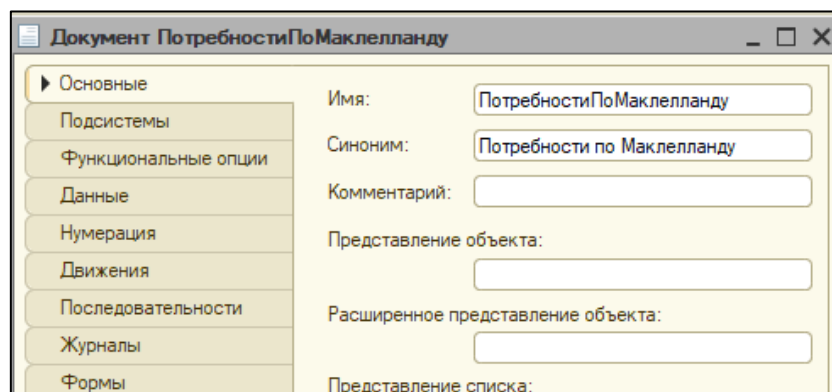 Документ ПотребностиПоМаклелланду
Основные
Подсистемы
Функциональные опции
Данные
Нумерация
Движения
Последовательности
Журналы
Формы
Имя: ПотребностиПоМаклелланду
Синоним: Потребности по Маклелланду
Комментарий:
Представление объекта:
Расширенное представление объекта:
Представление списка: